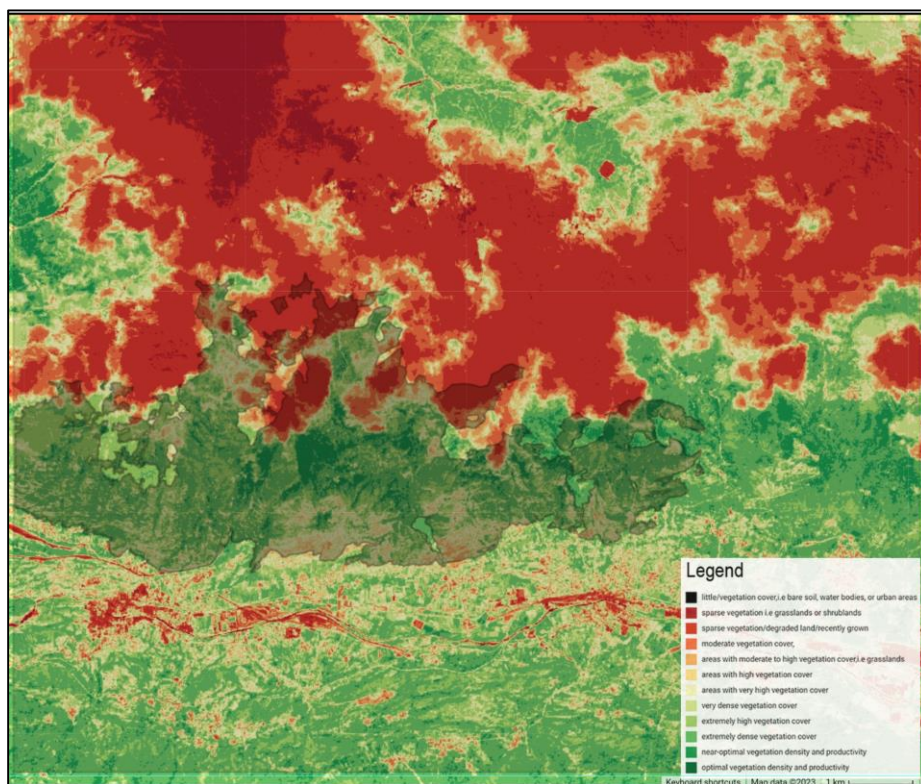 Legend
little/vegetation cover,i.e bare soil, water bodies, or urban areas
sparse vegetation i.e grasslands or shrublands
sparse vegetation/degraded land/recently grown
moderate vegetation cover,
areas with moderate to high vegetation cover,i.e grasslands
areas with high vegetation cover
areas with very high vegetation cover
very dense vegetation cover
extremely high vegetation cover
extremely dense vegetation cover
near-optimal vegetation density and productivity
optimal vegetation density and productivity
Keyboard shortcuts Map data ©2023 1 km